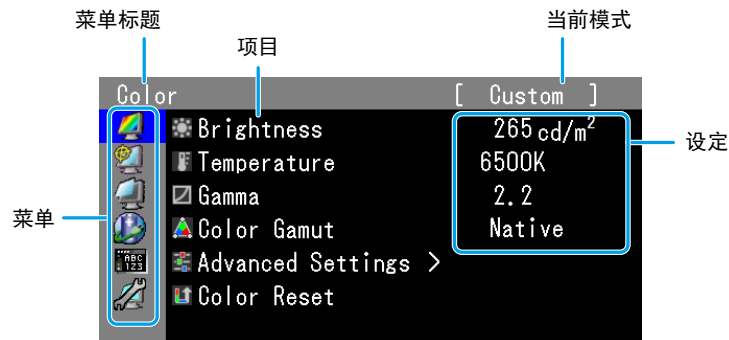 菜单标题
当前模式
项目
Color [ Custom ]
Brightness 265 cd/m²
设定
Temperature 6500K
Gamma 2.2
菜单
Color Gamut Native
ABC
123
Advanced Settings >
Color Reset